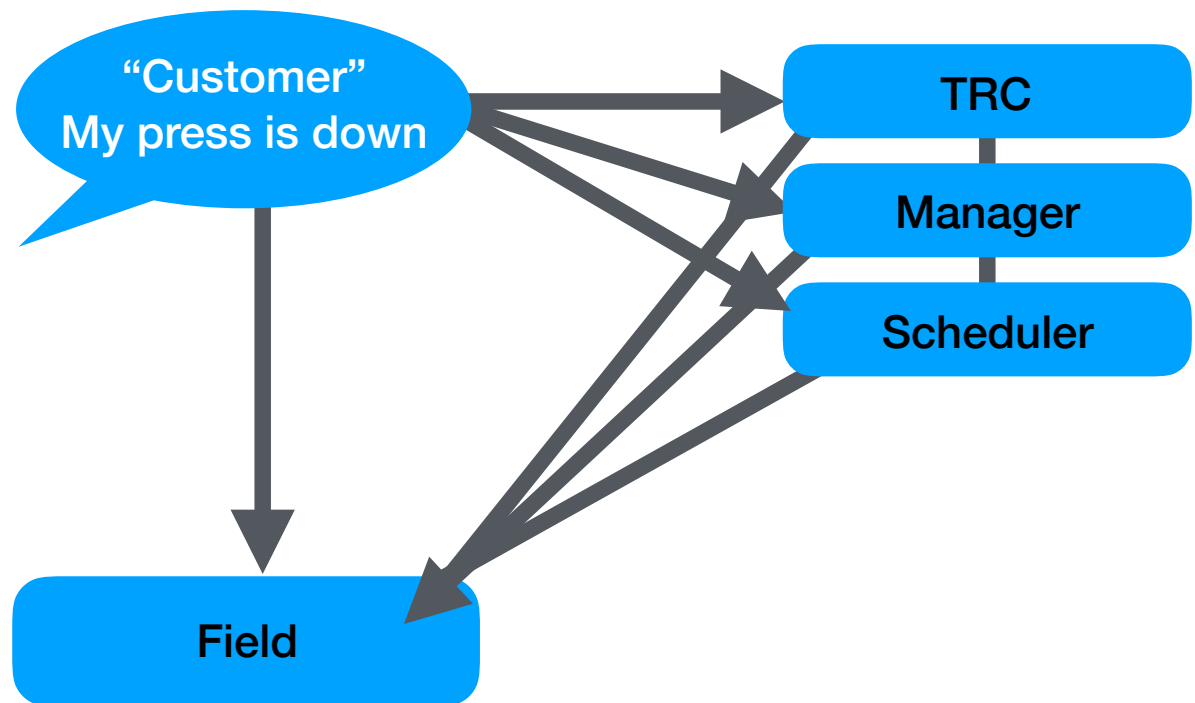 “Customer”
My press is down
TRC
Manager
Scheduler
Field